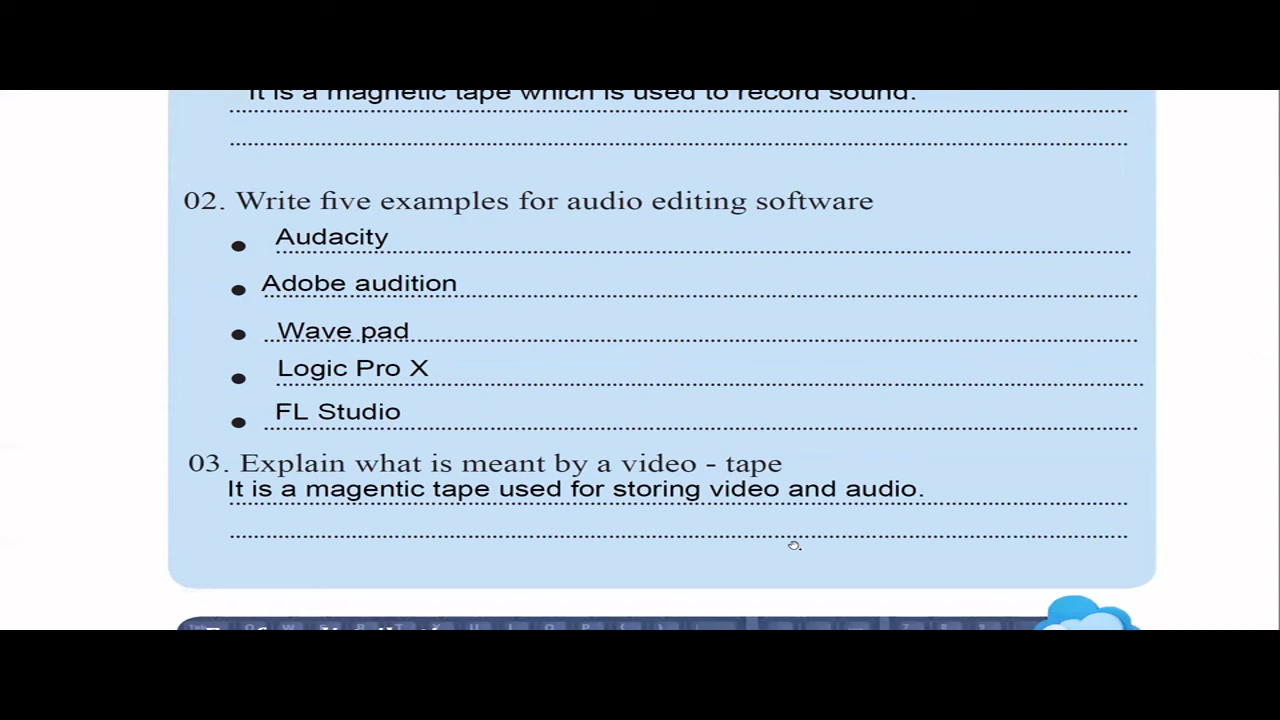 It is a magnetic tape which is used to record sound.
02. Write five examples for audio editing software
Audacity
Adobe audition
Wave pad
Logic Pro X
FL Studio
03. Explain what is meant by a video - tape
It is a magentic tape used for storing video and audio.